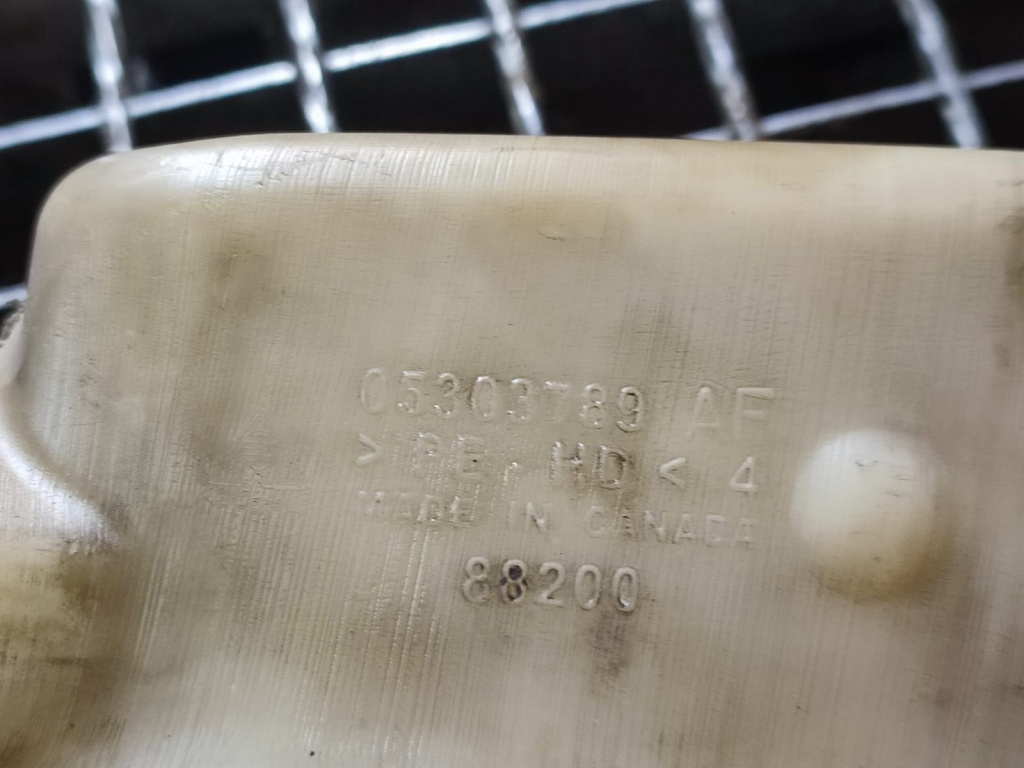 05303789 AF
> PE, HD < 4
MADE IN CANADA
88200